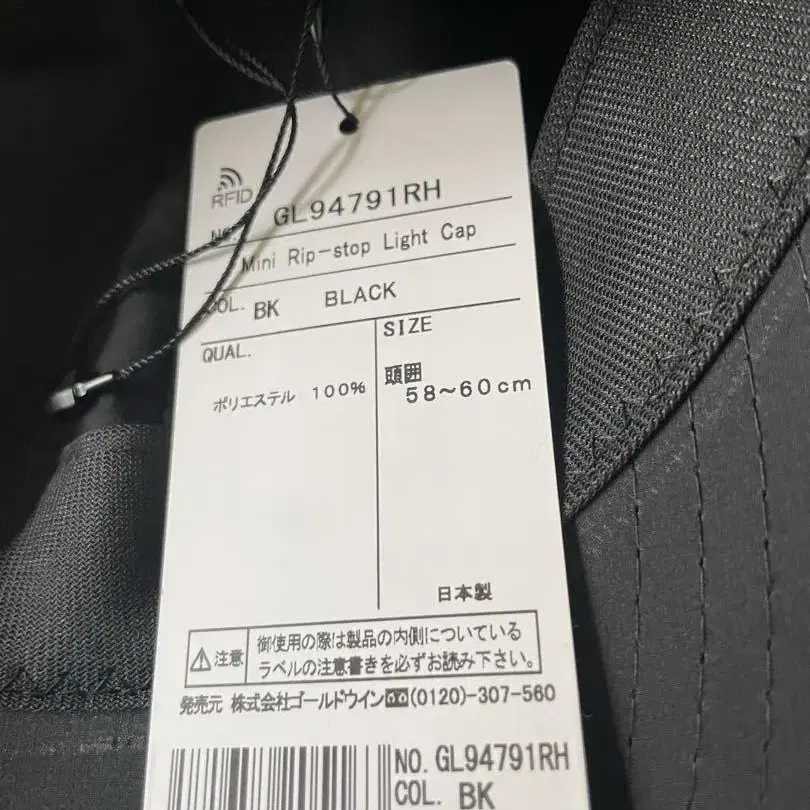 RFID
NO. GL94791RH
Mini Rip-stop Light Cap
COL. BK BLACK
QUAL.
ポリエステル 100%
SIZE
頭囲
58~60cm
日本製
注意
御使用の際は製品の内側についている
ラベルの注意書きを必ずお読み下さい。
発売元 株式会社ゴールドウイン (0120)-307-560
NO. GL94791RH
COL. BK